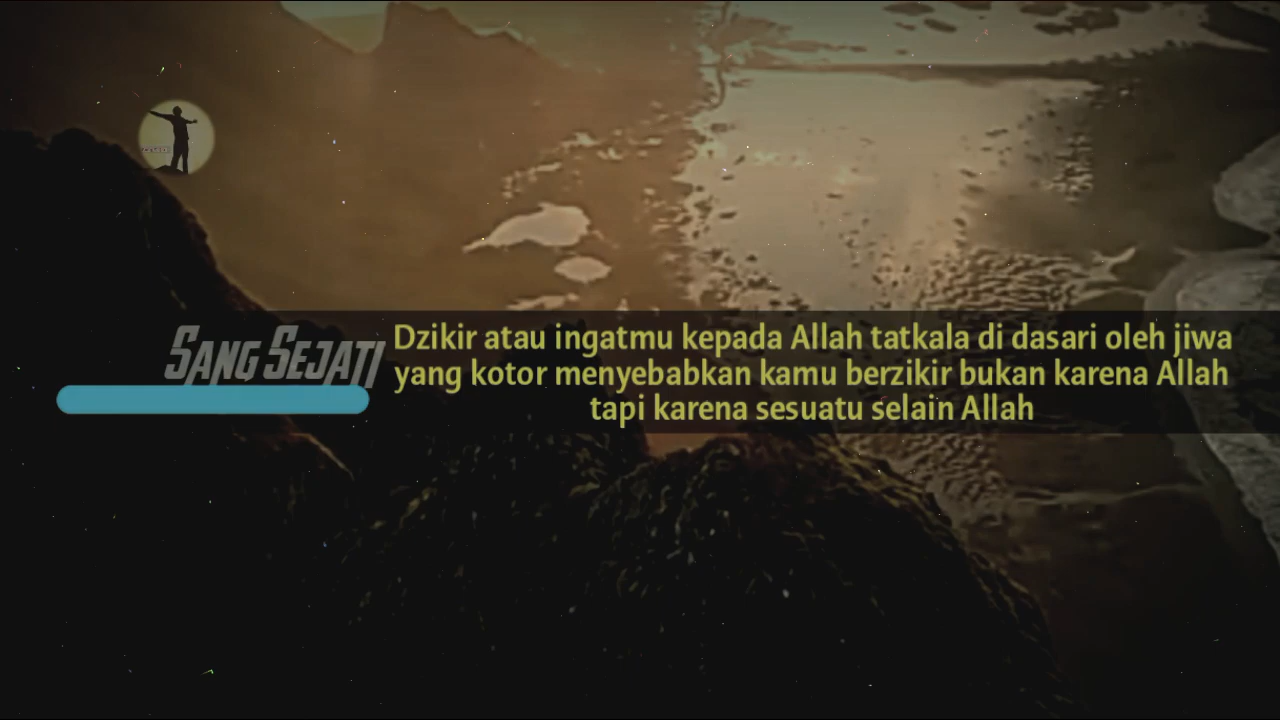 Sang Sejati
Dzikir atau ingatmu kepada Allah tatkala di dasari oleh jiwa
yang kotor menyebabkan kamu berzikir bukan karena Allah
tapi karena sesuatu selain Allah